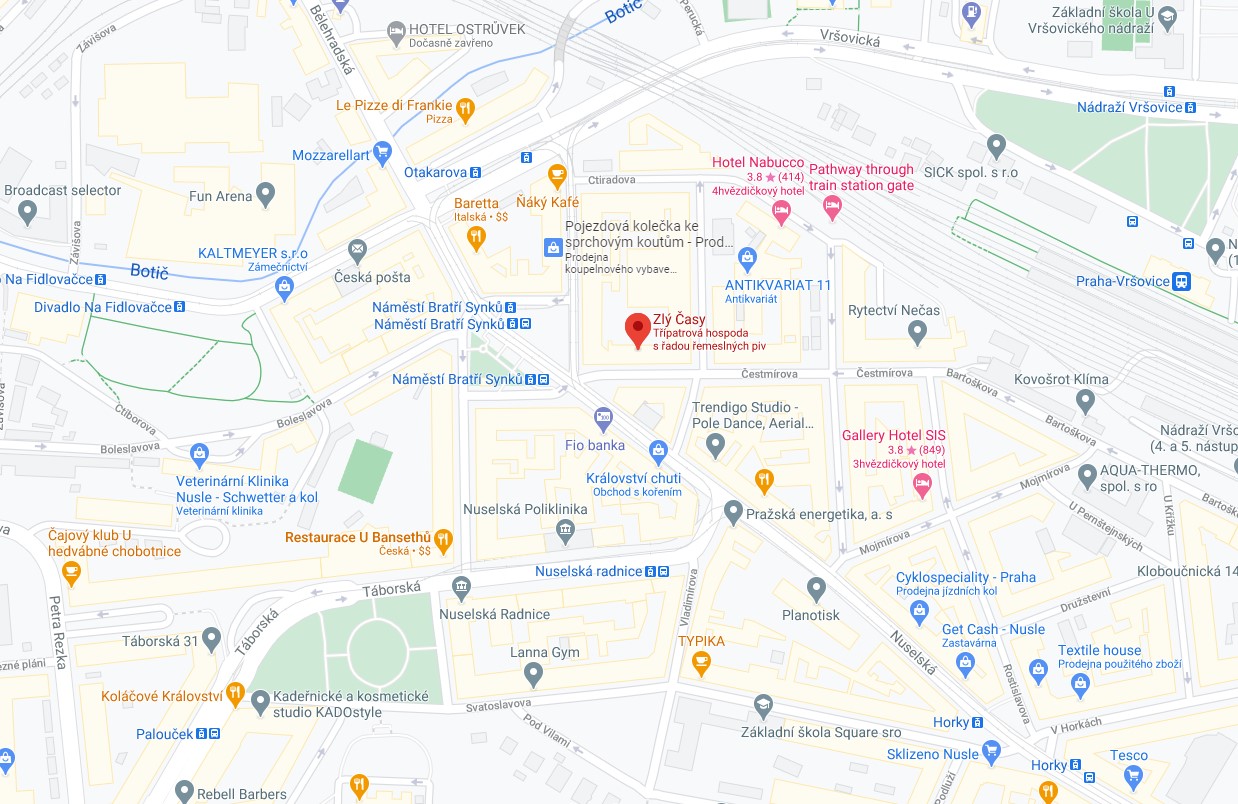 Botič
Perucká
Závišova
Bělehradská
HOTEL OSTRŮVEK
Dočasně zavřeno
Základní škola U
Vršovického nádraží
Vršovická
Le Pizze di Frankie
Pizza
Nádraží Vršovice
Mozzarellart
Otakarova
Ctiradova
Hotel Nabucco
3.8 ★ (414)
4hvězdičkový hotel
Pathway through
train station gate
SICK spol. s r.o
Broadcast selector
Fun Arena
Baretta
Italská • $$
Ňáký Kafé
Pojezdová kolečka ke
sprchovým koutům - Prod...
Prodejna
koupelnového vybave...
Závišova
KALTMEYER s.r.o
Zámečnictví
Česká pošta
Botič
N
(1
o Na Fidlovačce
Divadlo Na Fidlovačce
Náměstí Bratří Synků
Náměstí Bratří Synků
ANTIKVARIAT 11
Antikvariát
Praha-Vršovice
Rytectví Nečas
Zlý Časy
Třípatrová hospoda
s řadou řemeslných piv
Náměstí Bratří Synků
Čestmírova
Čestmírova
Bartoškova
Kovošrot Klíma
Závišova
Ctiborova
Boleslavova
Boleslavova
Trendigo Studio -
Pole Dance, Aerial...
Fio banka
Gallery Hotel SIS
3.8 ★ (849)
3hvězdičkový hotel
Bartoškova
Nádraží Vršo
(4. a 5. nástup
Veterinární Klinika
Nusle - Schwetter a kol
Veterinární klinika
Království chuti
Obchod s kořením
Mojmírova
AQUA-THERMO,
spol. s ro
Bartoško
U Křížku
U Pernštejnských
Nuselská Poliklinika
Pražská energetika, a. s
Čajový klub U
hedvábné chobotnice
Restaurace U Bansethů
Česká • $$
va
Mojmírova
Nuselská radnice
Kloboučnická 14
Cyklospeciality - Praha
Prodejna jízdních kol
Táborská
Vladimírova
Družstevní
Petra Rezka
Nuselská Radnice
Planotisk
Táborská
Táborská 31
Get Cash - Nusle
Zastavárna
Nuselská
TYPIKA
Lanna Gym
Textile house
Prodejna použitého zboží
ezné pláni
Koláčové Království
Kadeřnické a kosmetické
studio KADOstyle
Rostislavova
Svatoslavova
Pod Vilami
Základní škola Square sro
Horky
V Horkách
Palouček
Sklizeno Nusle
Horky
Tesco
Podluží
Rebell Barbers